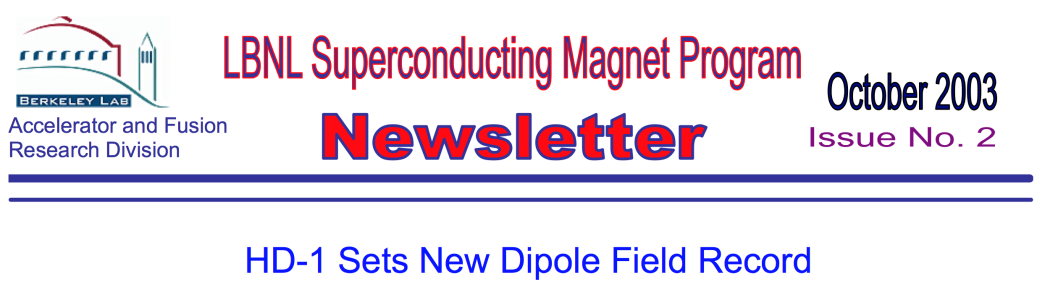 BERKELEY LAB
Accelerator and Fusion
Research Division
LBNL Superconducting Magnet Program
Newsletter
October 2003
Issue No. 2
HD-1 Sets New Dipole Field Record